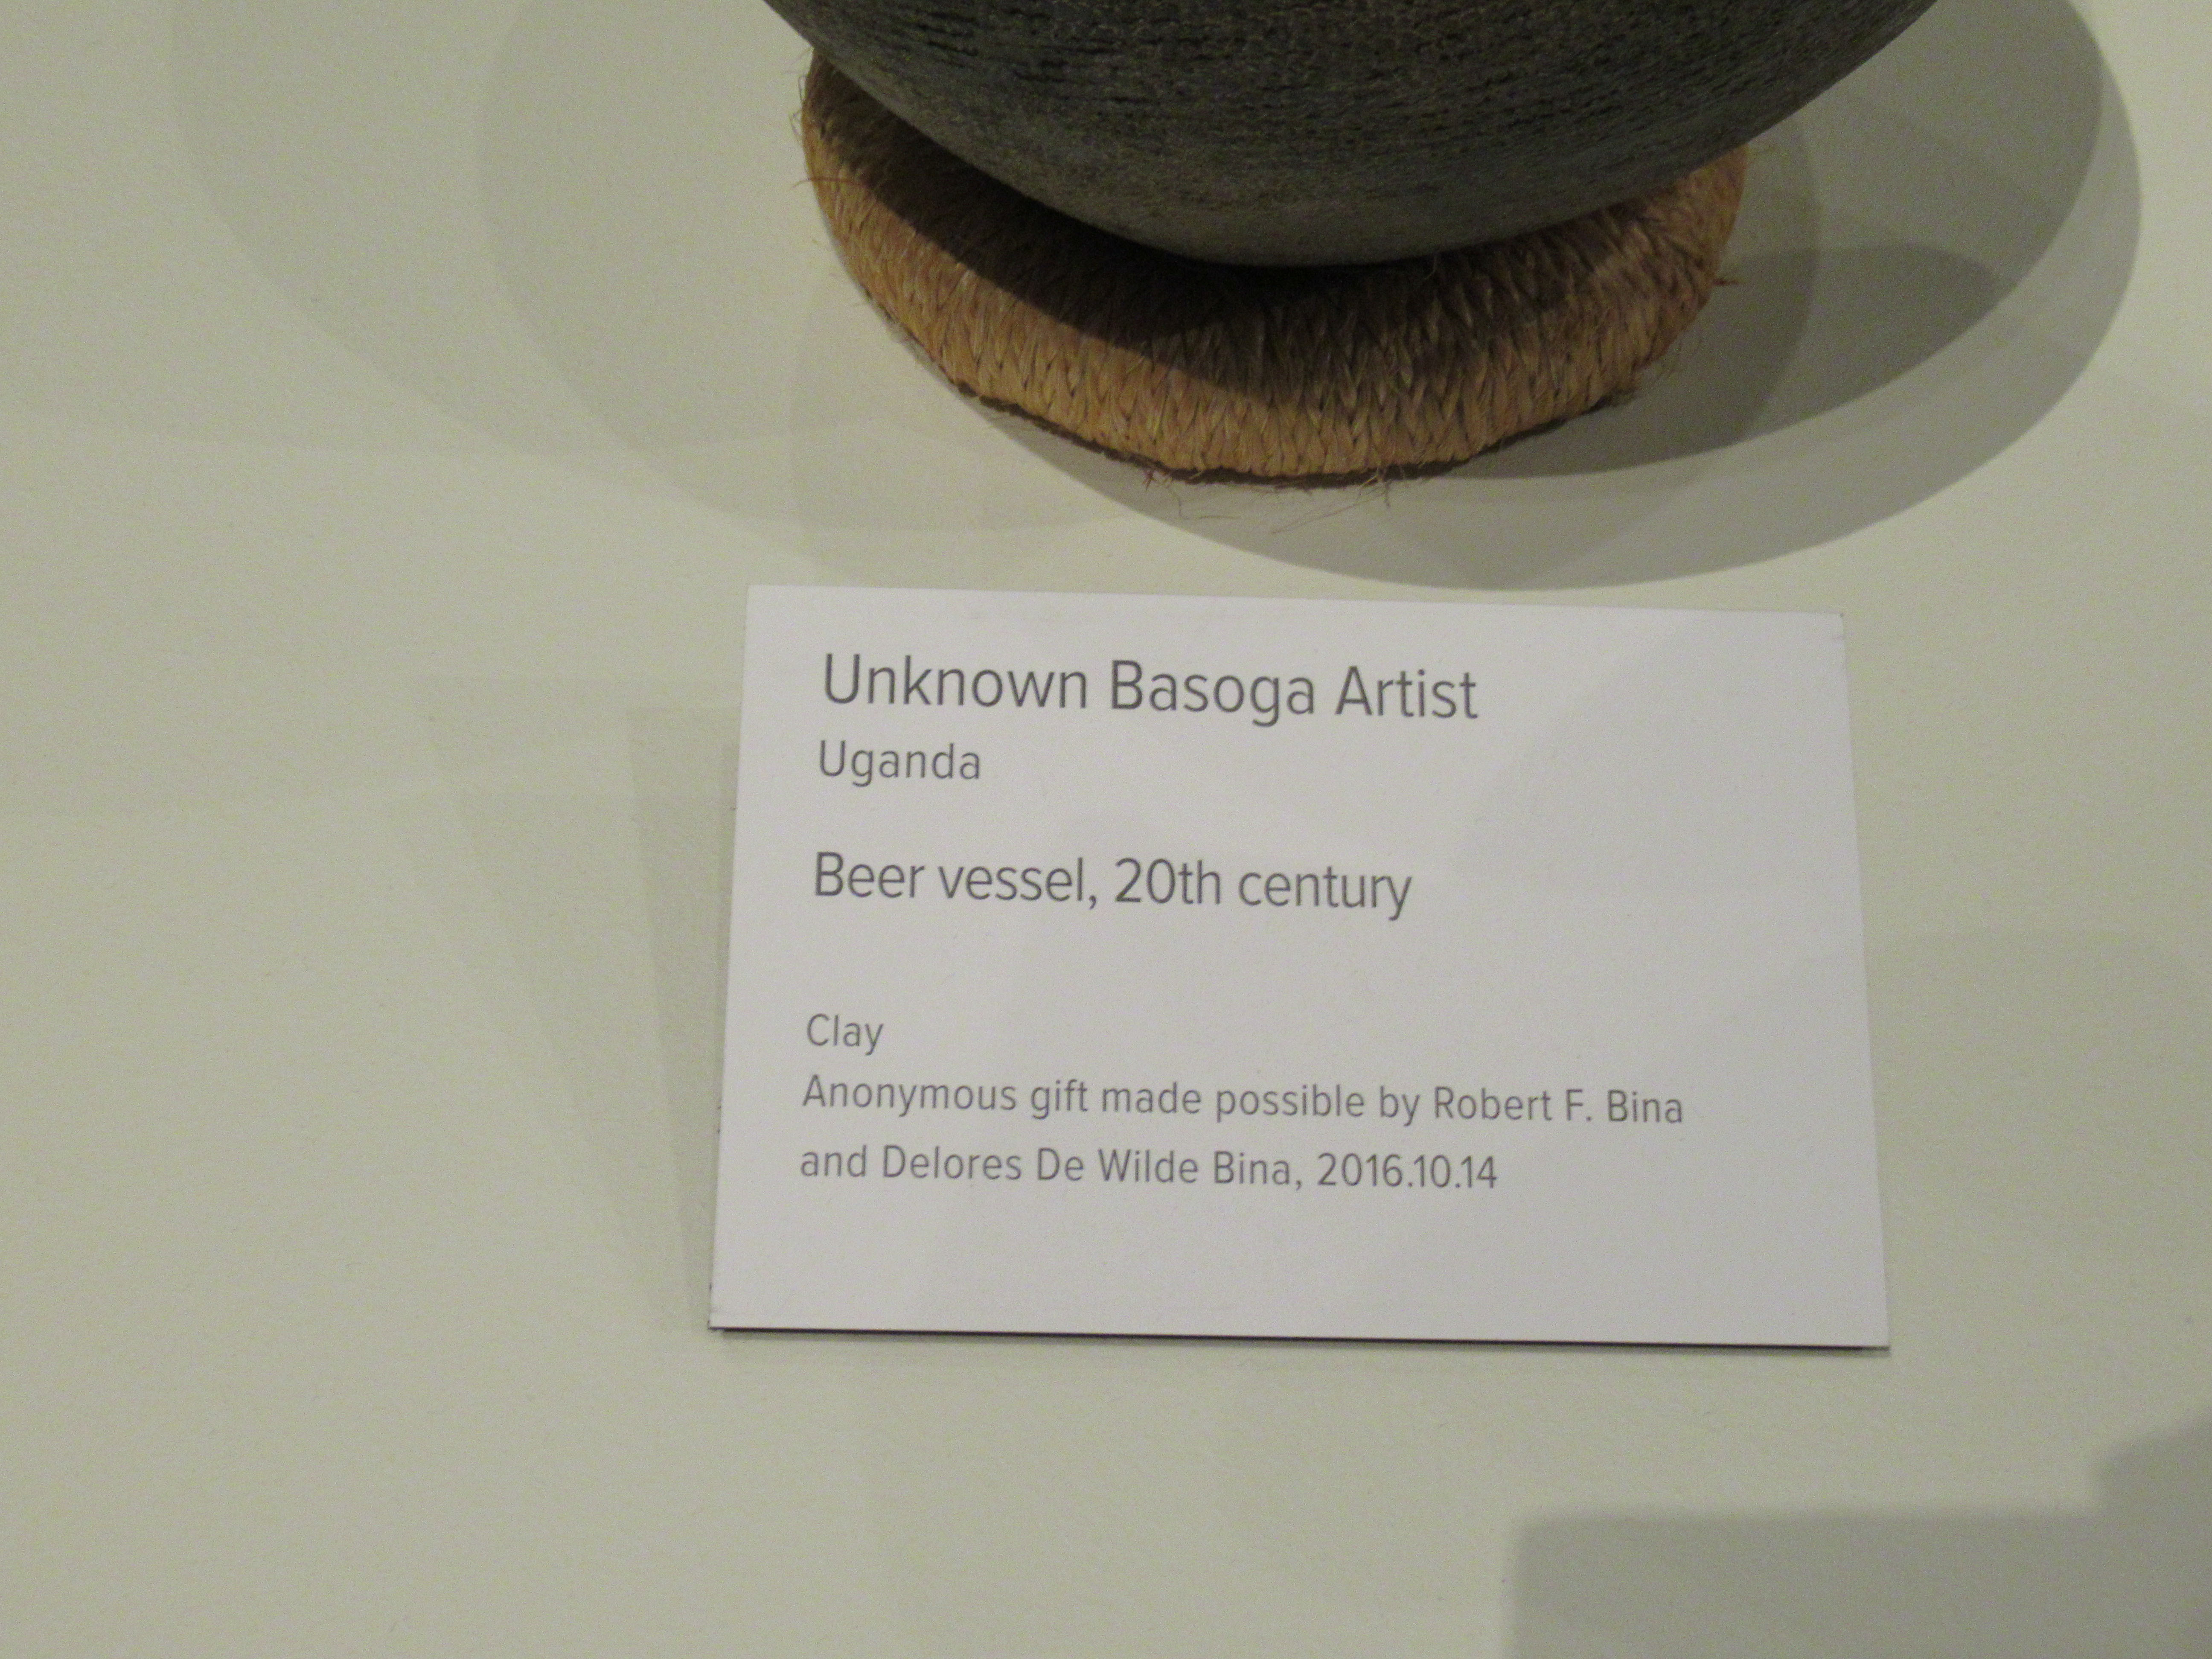 Unknown Basoga Artist
Uganda
Beer vessel, 20th century
Clay
Anonymous gift made possible by Robert F. Bina
and Delores De Wilde Bina, 2016.10.14